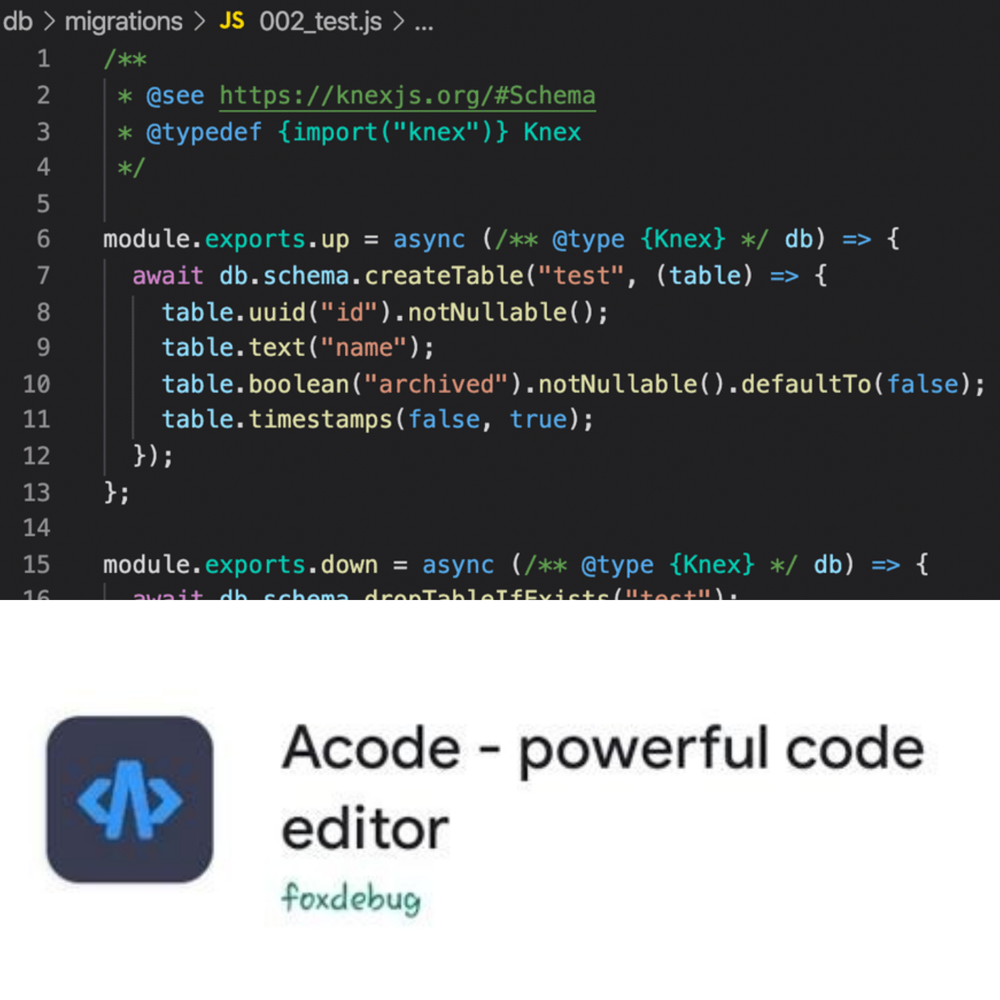 db > migrations > JS 002_test.js > ...
1 /**
2  * @see https://knexjs.org/#Schema
3  * @typedef {import("knex")} Knex
4  */
5
6 module.exports.up = async (/** @type {Knex} */ db) => {
7   await db.schema.createTable("test", (table) => {
8     table.uuid("id").notNullable();
9     table.text("name");
10     table.boolean("archived").notNullable().defaultTo(false);
11     table.timestamps(false, true);
12   });
13 };
14
15 module.exports.down = async (/** @type {Knex} */ db) => {
16   await db.schema.dropTableIfExists("test");
Acode - powerful code
editor
foxdebug